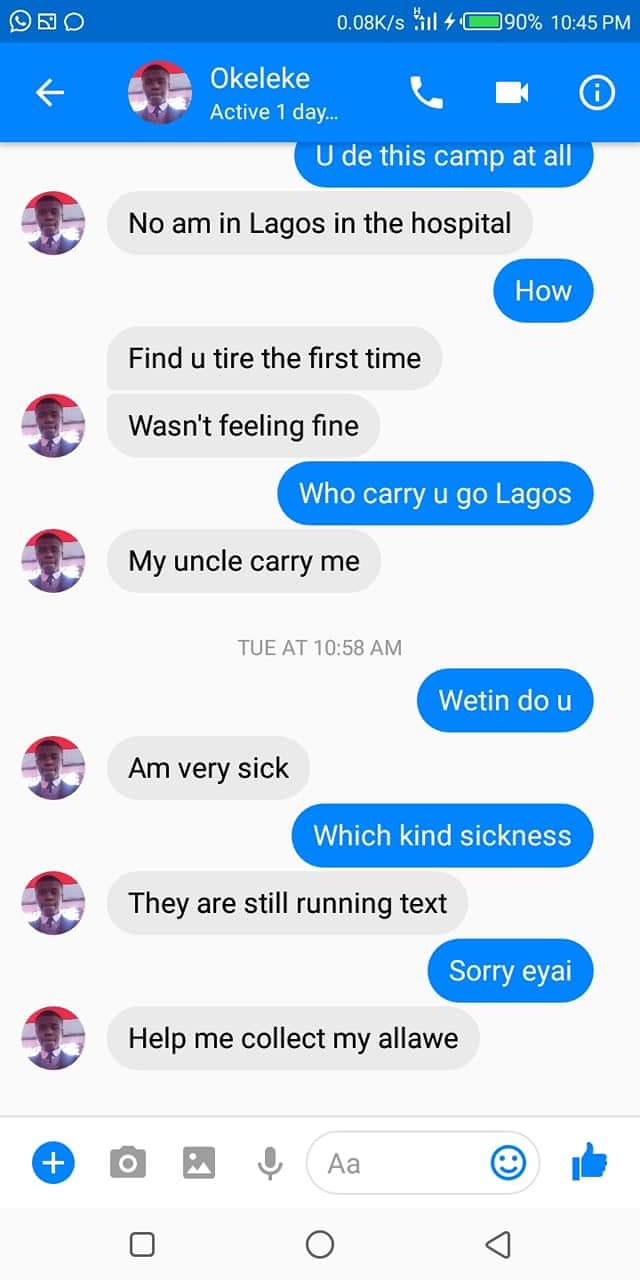 0.08K/s H 90% 10:45 PM
Okeleke
Active 1 day...
U de this camp at all
No am in Lagos in the hospital
How
Find u tire the first time
Wasn't feeling fine
Who carry u go Lagos
My uncle carry me
TUE AT 10:58 AM
Wetin do u
Am very sick
Which kind sickness
They are still running text
Sorry eyai
Help me collect my allawe
Aa